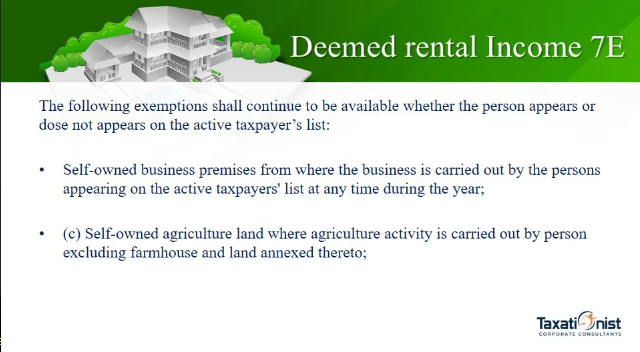 Deemed rental Income 7E
The following exemptions shall continue to be available whether the person appears or
dose not appears on the active taxpayer's list:
• Self-owned business premises from where the business is carried out by the persons
appearing on the active taxpayers' list at any time during the year;
• (c) Self-owned agriculture land where agriculture activity is carried out by person
excluding farmhouse and land annexed thereto;
Taxationist
CORPORATE CONSULTANTS